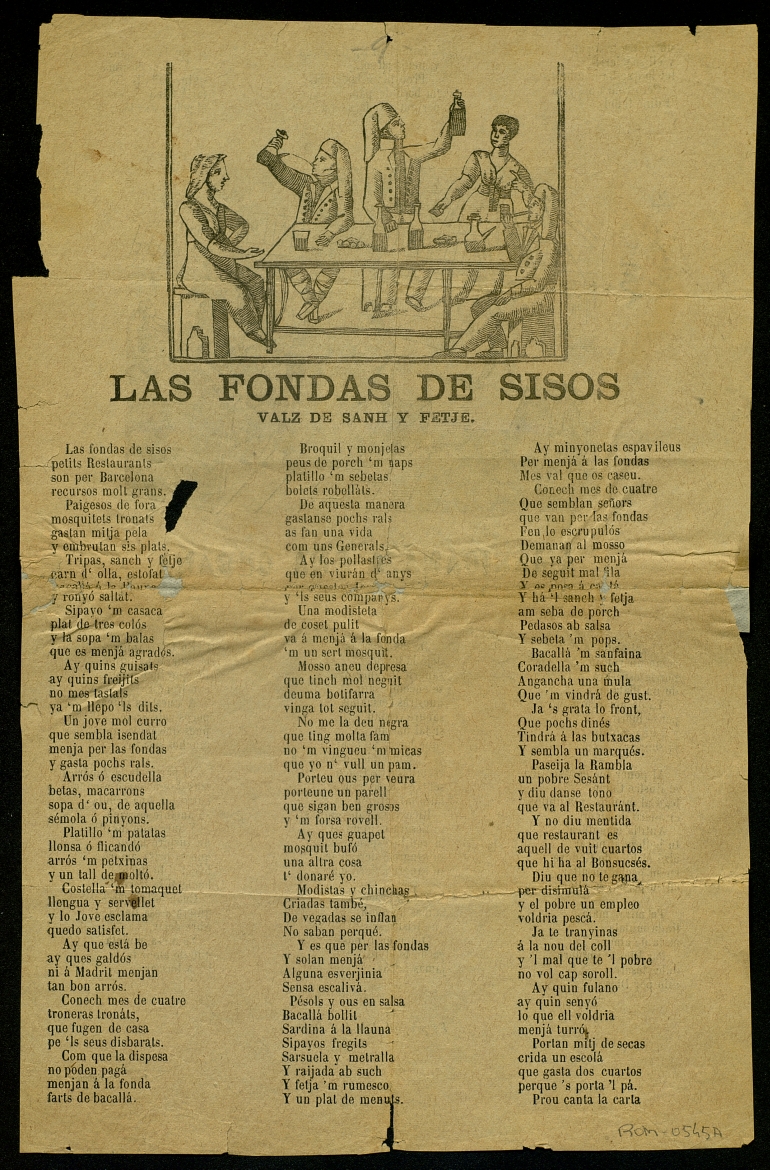 LAS FONDAS DE SISOS
VALZ DE SANH Y FETJE.
Las fondas de sisos
petits Restaurants
son per Barcelona
recursos molt grans.
Paigesos de fora
mosquitets tronats
gastan mitja pela
y embrutan sis plats.
Tripas, sanch y fetje
carn d' olla, estofat
y ronyó saltat.
Sipayo 'm casaca
plat de tres colós
y la sopa 'm balas
que es menjá agradós.
Ay quins guisats
ay quins freijits
no mes tastats
ya 'm llepo 'ls dits.
Un jove mol curro
que sembla isendat
menja per las fondas
y gasta pochs rals.
Arrós ó escudella
betas, macarrons
sopa d' ou, de aquella
sémola ó pinyons.
Platillo 'm patatas
llonsa ó flicandó
arrós 'm petxinas
y un tall de moltó.
Costella 'm tomaquet
llengua y servellet
y lo Jove esclama
quedo satisfet.
Ay que está be
ay ques galdós
ni á Madrit menjan
tan bon arrós.
Conech mes de cuatre
troneras tronáts,
que fugen de casa
pe 'ls seus disbarats.
Com que la dispesa
no póden pagá
menjan á la fonda
farts de bacallá.
Broquil y monjetas
peus de porch 'm naps
platillo 'm sebetas
bolets robelláts.
De aquesta manera
gastanse pochs rals
as fan una vida
com uns Generals.
Ay los pollastres
que en viurán d' anys
y 'ls seus companys.
Una modisteta
de coset pulit
va á menjá á la fonda
'm un sert mosquit.
Mosso aneu depresa
que tinch mol neguit
deuma botifarra
vinga tot seguit.
No me la deu negra
que ting molta fam
no 'm vingueu 'm micas
que yo n' vull un pam.
Porteu ous per veura
porteune un parell
que sigan ben grosos
y 'm forsa rovell.
Ay ques guapet
mosquit bufó
una altra cosa
t' donaré yo.
Modistas y chinchas
Criadas també,
De vegadas se inflan
No saban perqué.
Y es que per las fondas
Y solan menjá
Alguna esverjinia
Sensa escalivá.
Pésols y ous en salsa
Bacallá bollit
Sardina á la llauna
Sipayos fregits
Sarsuela y metralla
Y raijada ab such
Y fetja 'm rumesco
Y un plat de menuts.
Ay minyonetas espavileus
Per menjá á las fondas
Mes val que os caseu.
Conech mes de cuatre
Que semblan señors
que van per las fondas
Fen lo escrupulós
Demanan al mosso
Que ya per menjá
De seguit mal fila
Y há 'l sanch y fetja
am seba de porch
Pedasos ab salsa
Y sebeta 'm pops.
Bacallà 'm sanfaina
Coradella 'm such
Angancha una mula
Que 'm vindrá de gust.
Ja 's grata lo front,
Que pochs dinés
Tindrá á las butxacas
Y sembla un marqués.
Paseija la Rambla
un pobre Sesánt
y diu danse tono
que va al Restauránt.
Y no diu mentida
que restaurant es
aquell de vuit cuartos
que hi ha al Bonsucsés.
Diu que no te gana
per disimulá
y el pobre un empleo
voldria pescá.
Ja te tranyinas
á la nou del coll
y 'l mal que te 'l pobre
no vol cap soroll.
Ay quin fulano
ay quin senyó
lo que ell voldria
menjá turró.
Portan mitj de secas
crida un escolá
que gasta dos cuartos
perque 's porta 'l pá.
Prou canta la carta
ROM-0545A